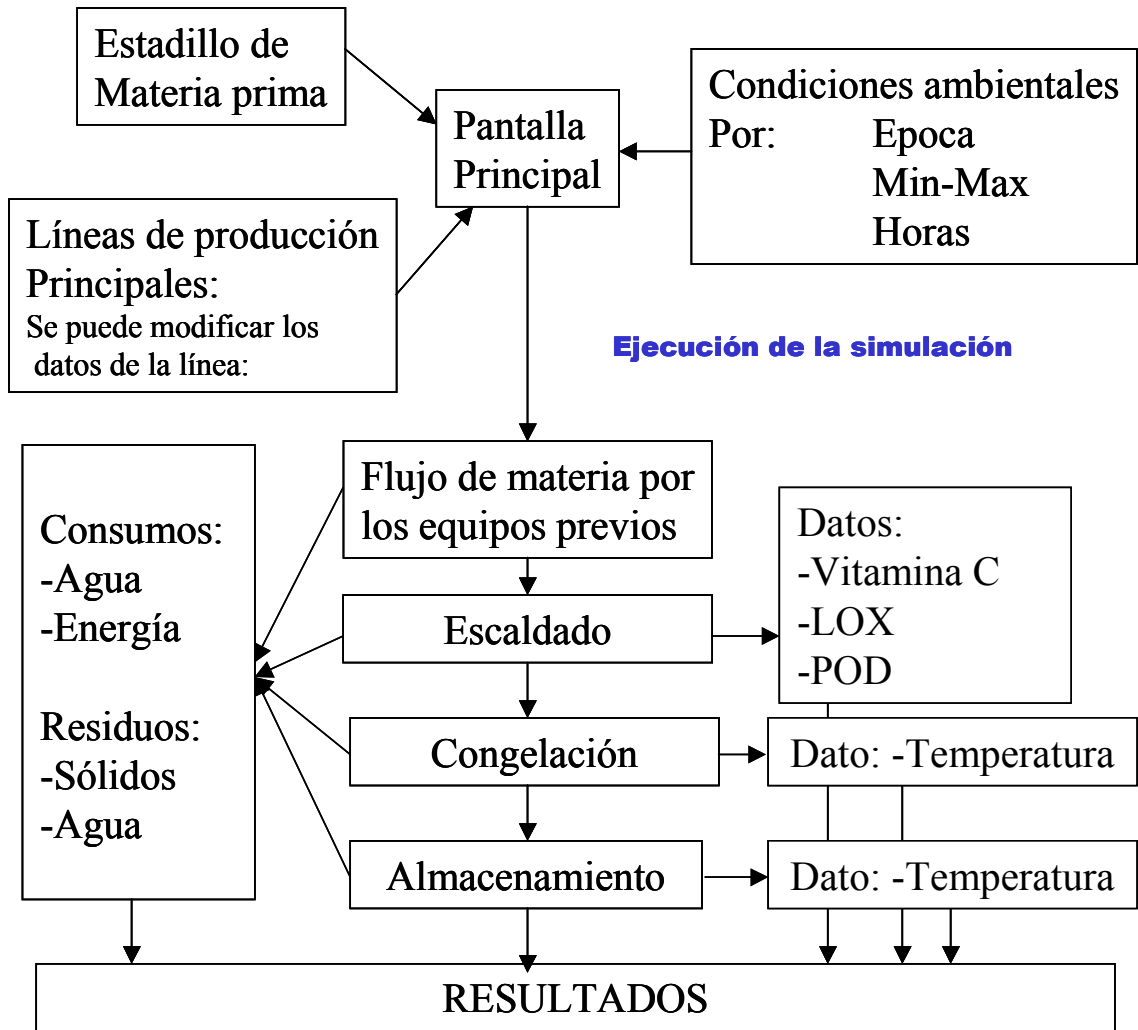 Estadillo de
Materia prima
Pantalla
Principal
Condiciones ambientales
Por: Epoca
Min-Max
Horas
Líneas de producción
Principales:
Se puede modificar los
datos de la línea:
Ejecución de la simulación
Consumos:
-Agua
-Energía
Residuos:
-Sólidos
-Agua
Flujo de materia por
los equipos previos
Escaldado
Datos:
-Vitamina C
-LOX
-POD
Congelación
Dato: -Temperatura
Almacenamiento
Dato: -Temperatura
RESULTADOS